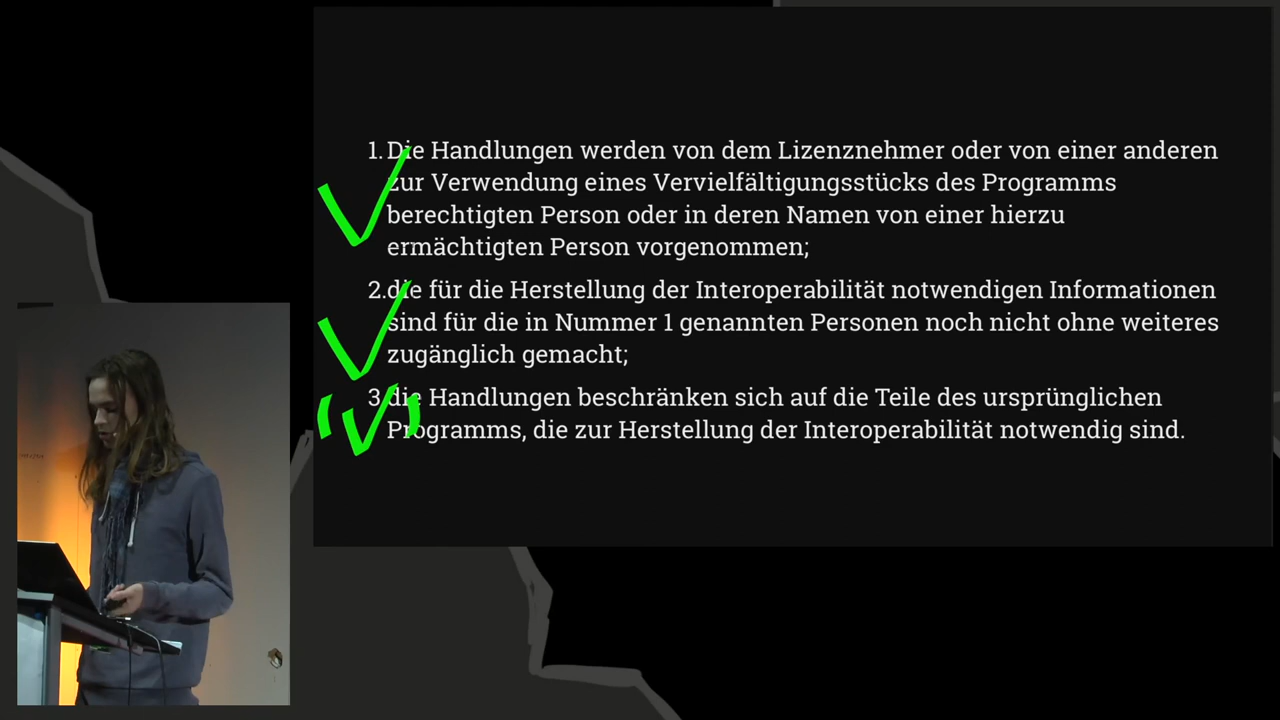 1. Die Handlungen werden von dem Lizenznehmer oder von einer anderen
zur Verwendung eines Vervielfältigungsstücks des Programms
berechtigten Person oder in deren Namen von einer hierzu
ermächtigten Person vorgenommen;
2. die für die Herstellung der Interoperabilität notwendigen Informationen
sind für die in Nummer 1 genannten Personen noch nicht ohne weiteres
zugänglich gemacht;
3. die Handlungen beschränken sich auf die Teile des ursprünglichen
Programms, die zur Herstellung der Interoperabilität notwendig sind.